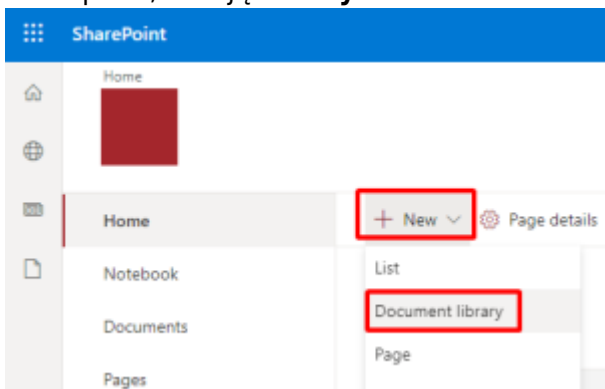 SharePoint
Home
Home
+ New
Page details
Notebook
List
Document library
Documents
Page
Pages